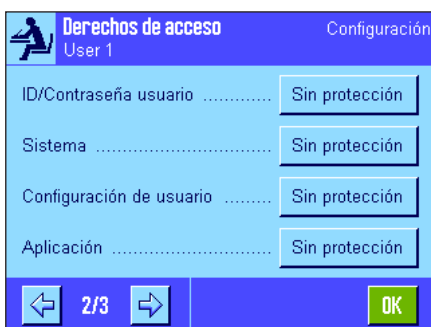 Derechos de acceso Configuración
User 1
ID/Contraseña usuario ............ Sin protección
Sistema ............................. Sin protección
Configuración de usuario ......... Sin protección
Aplicación .......................... Sin protección
2/3 OK